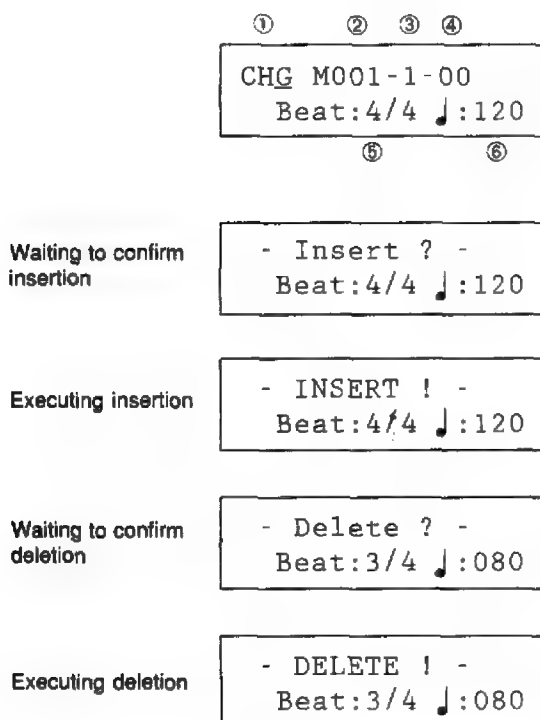 ① ② ③ ④
CHG M001-1-00
Beat:4/4 ♩:120
⑤ ⑥
Waiting to confirm
insertion
- Insert ? -
Beat:4/4 ♩:120
Executing insertion
- INSERT ! -
Beat:4/4 ♩:120
Waiting to confirm
deletion
- Delete ? -
Beat:3/4 ♩:080
Executing deletion
- DELETE ! -
Beat:3/4 ♩:080